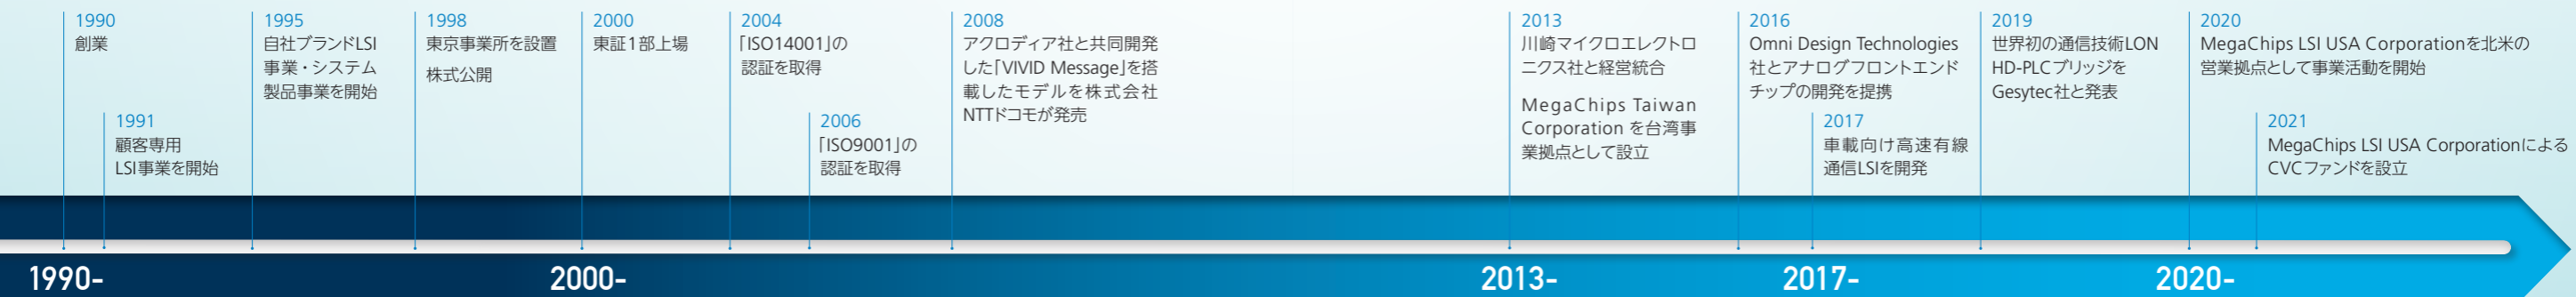 1990
創業
1991
顧客専用
LSI事業を開始
1995
自社ブランドLSI
事業・システム
製品事業を開始
1998
東京事業所を設置
株式公開
2000
東証1部上場
2004
「ISO14001」の
認証を取得
2006
「ISO9001」の
認証を取得
2008
アクロディア社と共同開発
した「VIVID Message」を搭
載したモデルを株式会社
NTTドコモが発売
2013
川崎マイクロエレクトロ
ニクス社と経営統合
MegaChips Taiwan
Corporation を台湾事
業拠点として設立
2016
Omni Design Technologies
社とアナログフロントエンド
チップの開発を提携
2017
車載向け高速有線
通信LSIを開発
2019
世界初の通信技術LON
HD-PLCブリッジを
Gesytec社と発表
2020
MegaChips LSI USA Corporationを北米の
営業拠点として事業活動を開始
2021
MegaChips LSI USA Corporationによる
CVCファンドを設立
1990-
2000-
2013-
2017-
2020-